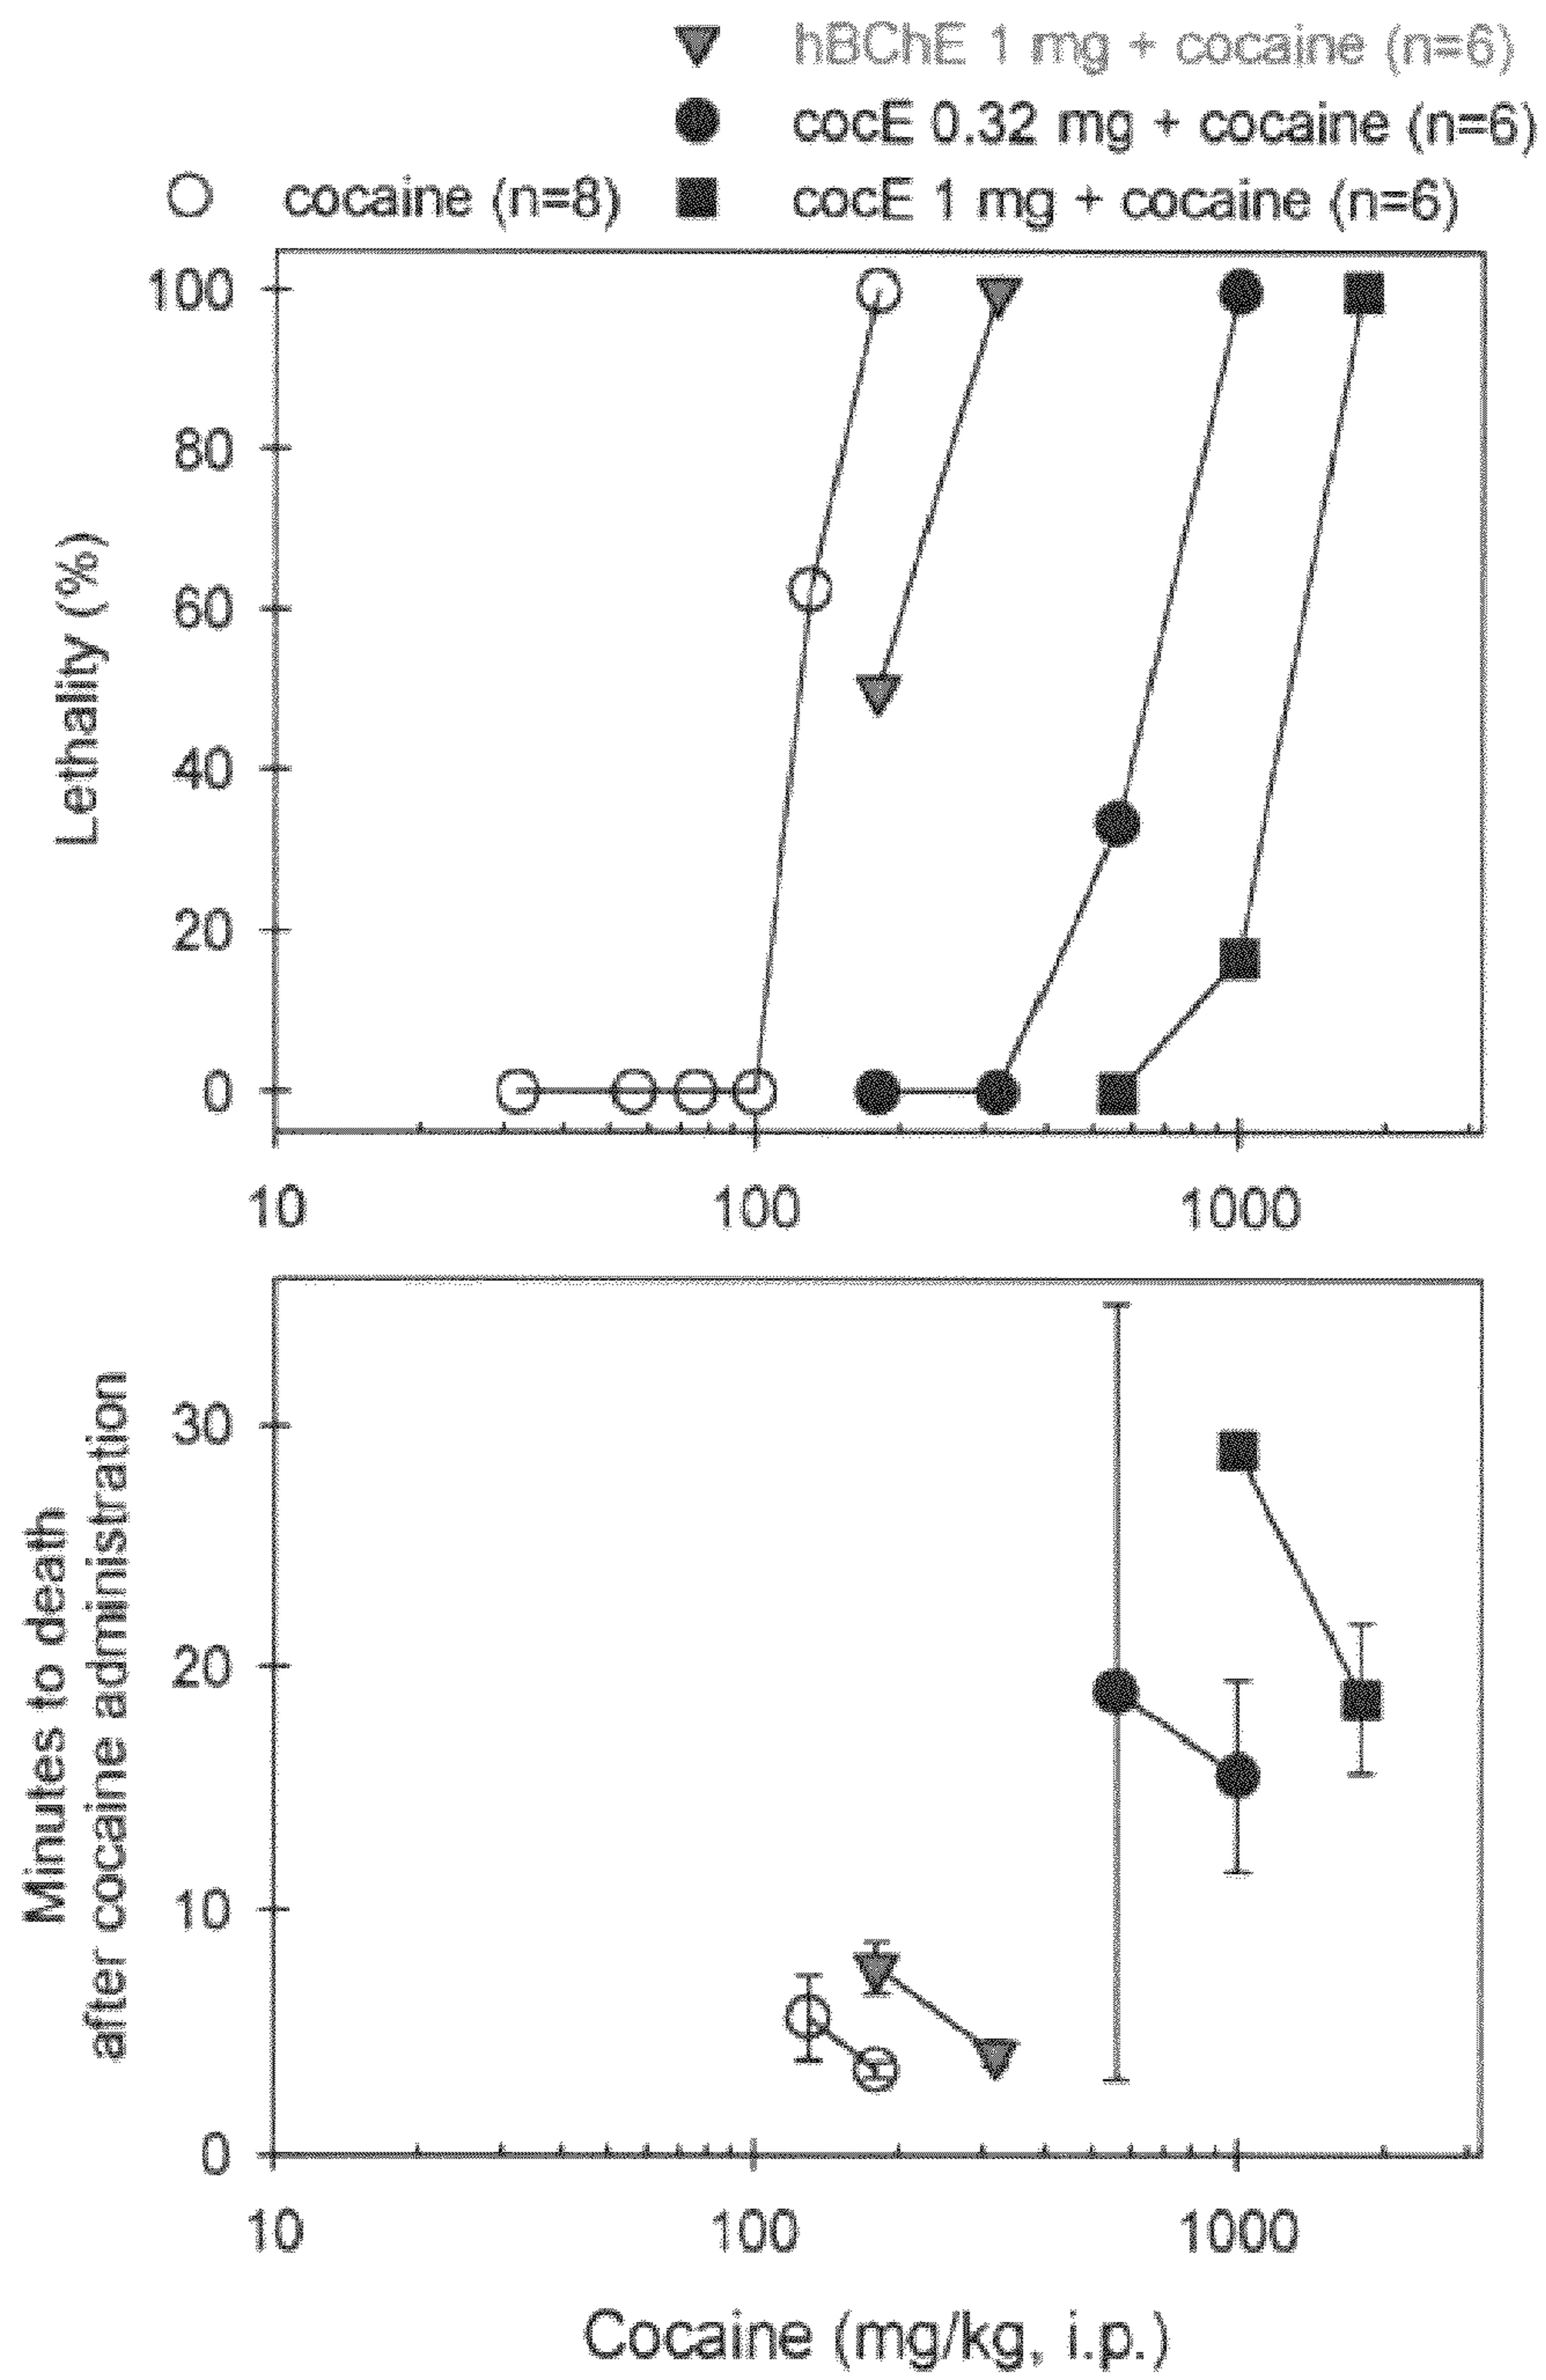 hBChE 1 mg + cocaine (n=6)
cocE 0.32 mg + cocaine (n=6)
cocaine (n=8)
cocE 1 mg + cocaine (n=6)
Lethality (%)
100
80
60
40
20
0
10
100
1000
Minutes to death
after cocaine administration
30
20
10
0
10
100
1000
Cocaine (mg/kg, i.p.)